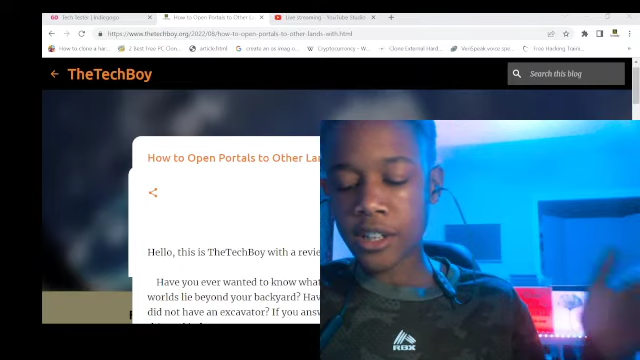 Tech Tester | Indiegogo
How to Open Portals to Other La
Live streaming - YouTube Studio
https://www.thetechboy.org/2022/08/how-to-open-portals-to-other-lands-with.html
How to clone a har
Z Best Free PC Clon
article.html
create an os imag
Cryptocurrency - W
Clone External Hard
VeriSpeak voice
Free Hacking Train
TheTechBoy
Search this blog
How to Open Portals to Other Lan
Hello, this is TheTechBoy with a revie
Have you ever wanted to know what
worlds lie beyond your backyard? Hav
did not have an excavator? If you answ
RBX